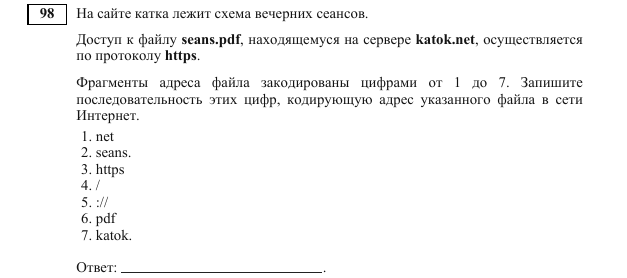 98 На сайте катка лежит схема вечерних сеансов.
Доступ к файлу seans.pdf, находящемуся на сервере katok.net, осуществляется
по протоколу https.
Фрагменты адреса файла закодированы цифрами от 1 до 7. Запишите
последовательность этих цифр, кодирующую адрес указанного файла в сети
Интернет.
1. net
2. seans.
3. https
4. /
5. ://
6. pdf
7. katok.
Ответ: ______________________________.